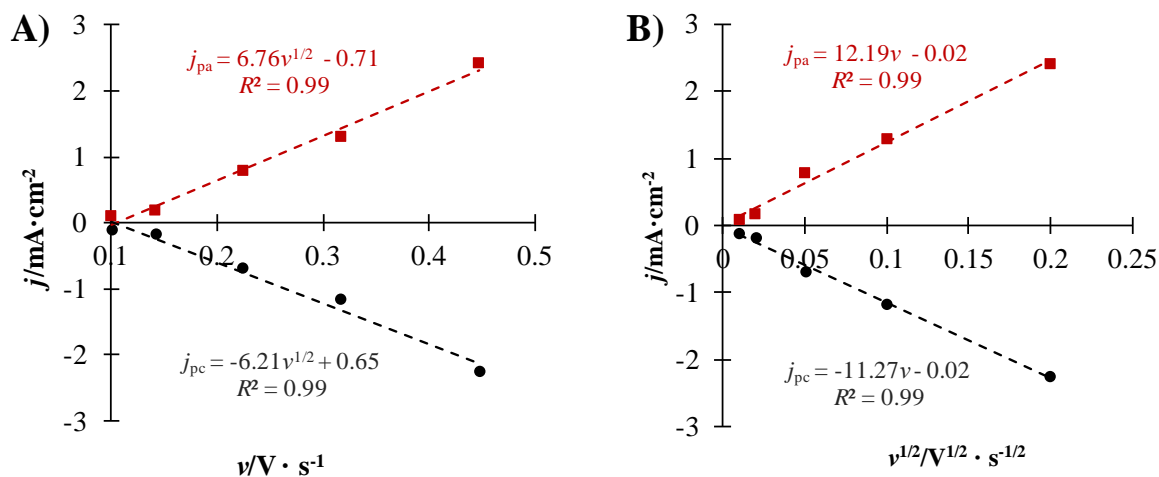 A)
j/mA·cm-2
3
2
1
0
-1
-2
-3
0.1
0.2
0.3
0.4
0.5
jpa = 6.76v1/2 - 0.71
R² = 0.99
jpc = -6.21v1/2 + 0.65
R² = 0.99
v/V · s-1
B)
j/mA·cm-2
3
2
1
0
-1
-2
-3
0
0.05
0.1
0.15
0.2
0.25
jpa = 12.19v - 0.02
R² = 0.99
jpc = -11.27v - 0.02
R² = 0.99
v1/2/V1/2 · s-1/2